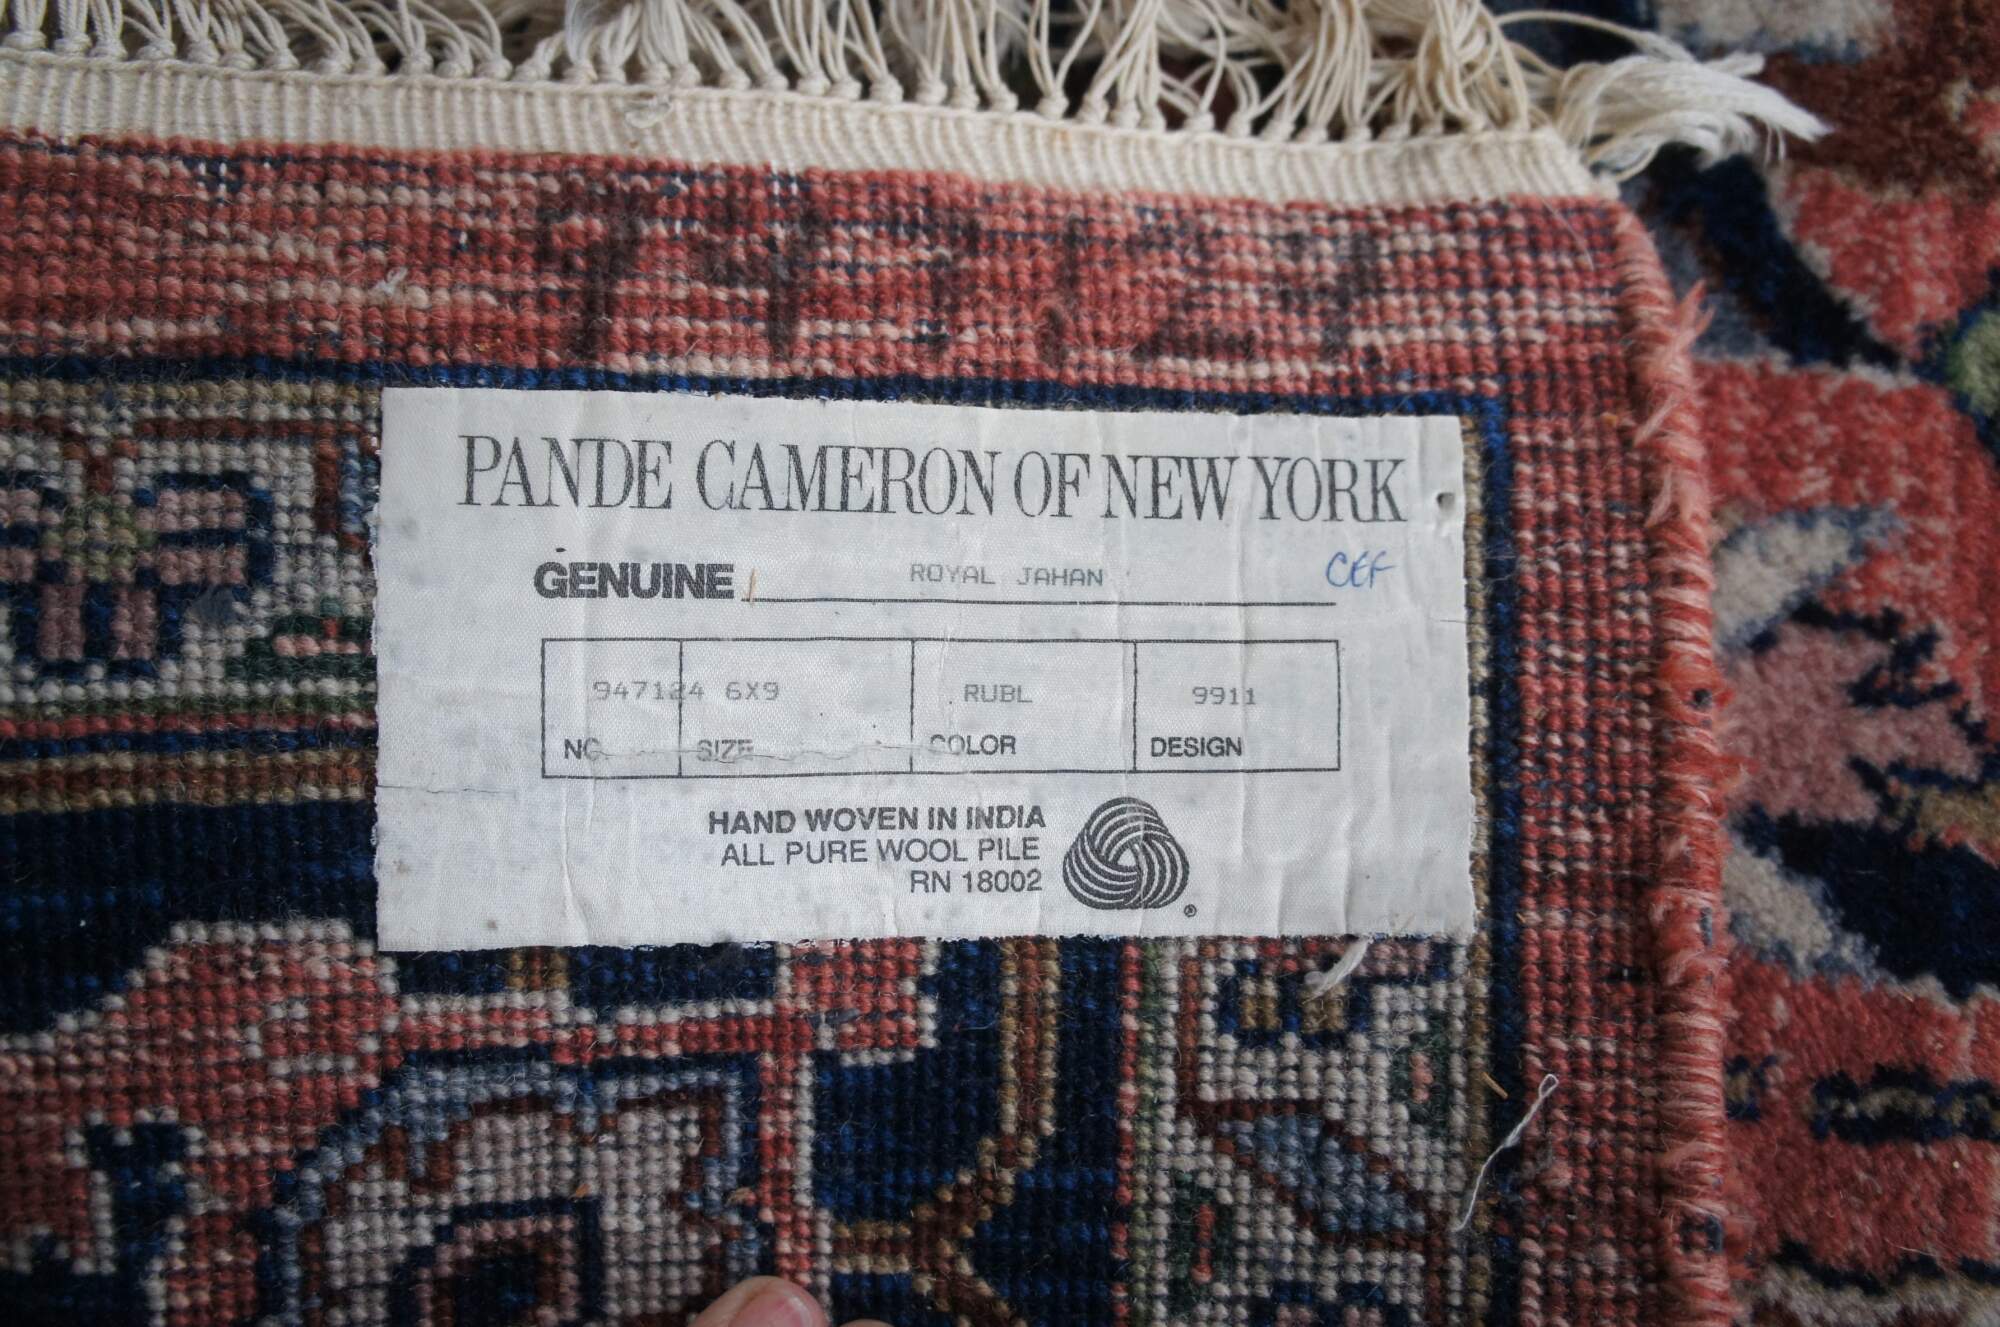 PANDE CAMERON OF NEW YORK
GENUINE ROYAL JAHAN CEF
947124 6X9 RUBL 9911
NO. SIZE COLOR DESIGN
HAND WOVEN IN INDIA
ALL PURE WOOL PILE
RN 18002
®